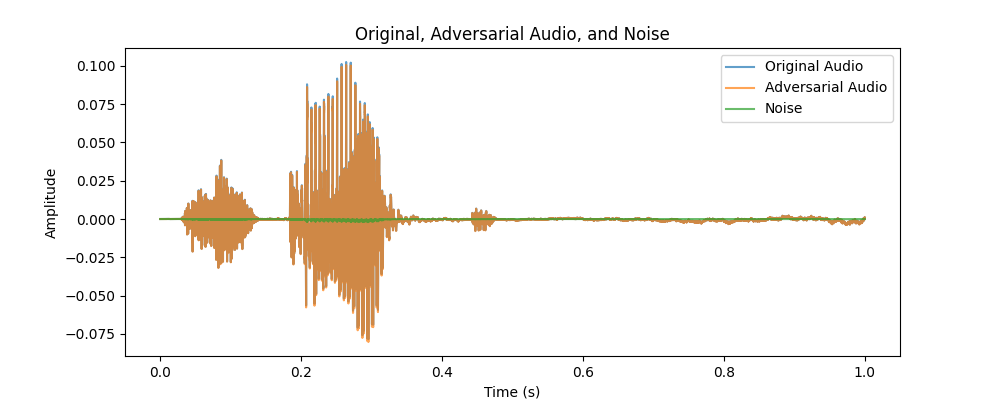 Original, Adversarial Audio, and Noise
Original Audio
Adversarial Audio
Noise
Amplitude
0.100
0.075
0.050
0.025
0.000
−0.025
−0.050
−0.075
0.0 0.2 0.4 0.6 0.8 1.0
Time (s)